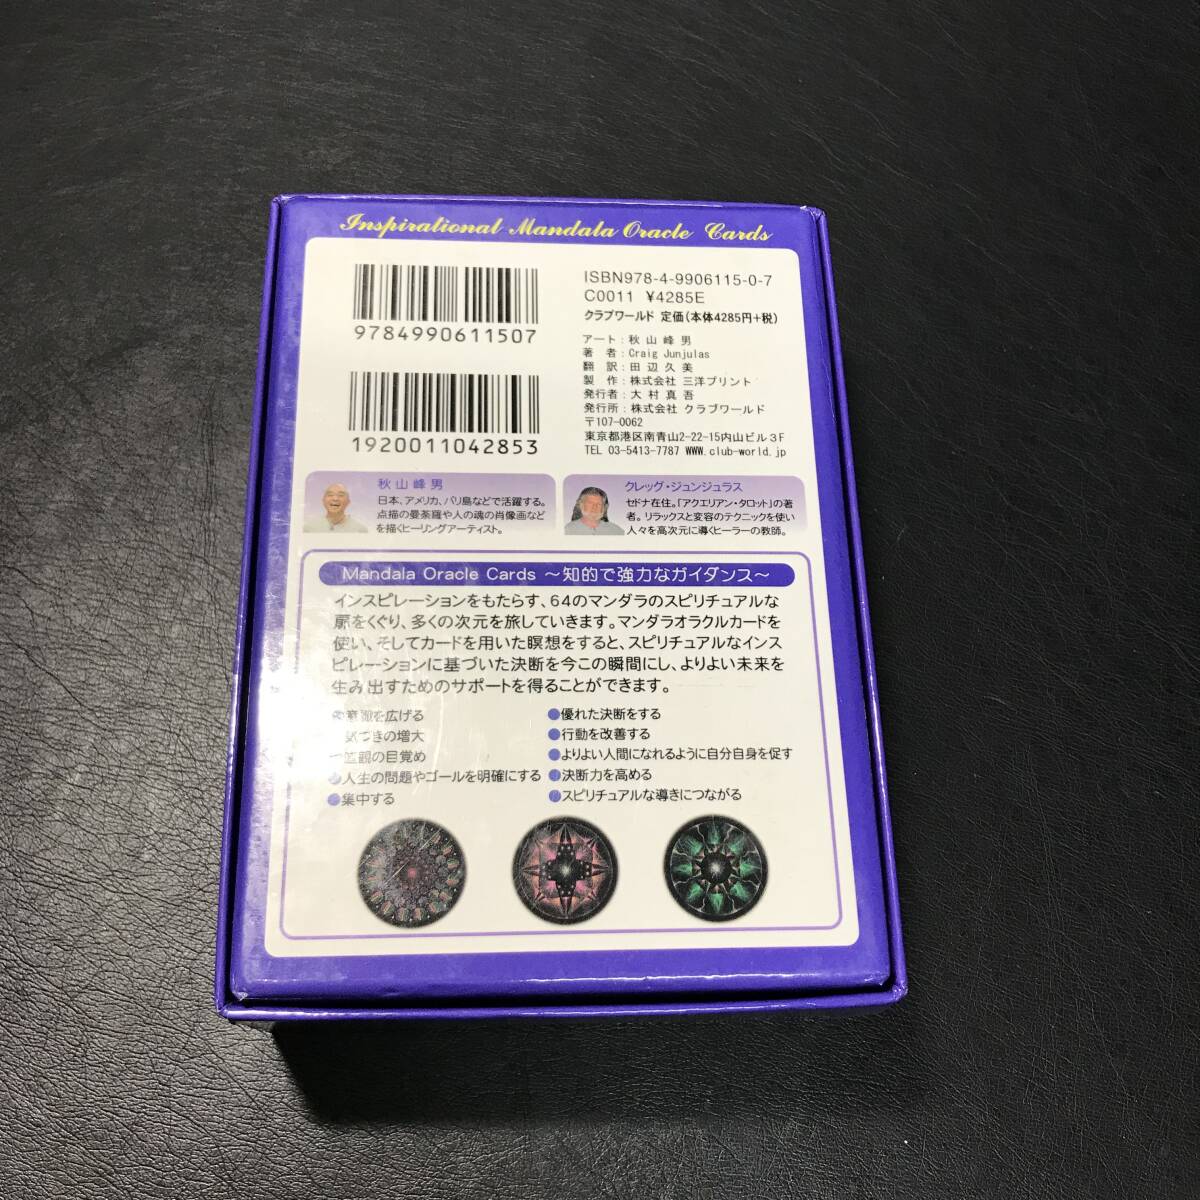 Inspirational Mandala Oracle Cards
9784990611507
ISBN978-4-9906115-0-7
C0011 ¥4285E
クラブワールド 定価(本体4285円+税)
アート:秋山峰男
著 者:Craig Junjulas
翻 訳:田辺久美
製 作:株式会社 三洋プリント
発行者:大村真吾
発行所:株式会社 クラブワールド
〒107-0062
東京都港区南青山2-22-15内山ビル3F
TEL 03-5413-7787 WWW.club-world.jp
1920011042853
秋山峰男
日本、アメリカ、バリ島などで活躍する。
点描の曼荼羅や人の魂の肖像画など
を描くヒーリングアーティスト。
クレッグ・ジュンジュラス
セドナ在住。「アクエリアン・タロット」の著
者。リラックスと変容のテクニックを使い
人々を高次元に導くヒーラーの教師。
Mandala Oracle Cards ～知的で強力なガイダンス～
インスピレーションをもたらす、64のマンダラのスピリチュアルな
扉をくぐり、多くの次元を旅していきます。マンダラオラクルカードを
使い、そしてカードを用いた瞑想をすると、スピリチュアルなインス
ピレーションに基づいた決断を今この瞬間にし、よりよい未来を
生み出すためのサポートを得ることができます。
を広げる
の増大
の目覚め
●人生の問題やゴールを明確にする
●集中する
●優れた決断をする
●行動を改善する
●よりよい人間になれるように自分自身を促す
●決断力を高める
●スピリチュアルな導きにつながる